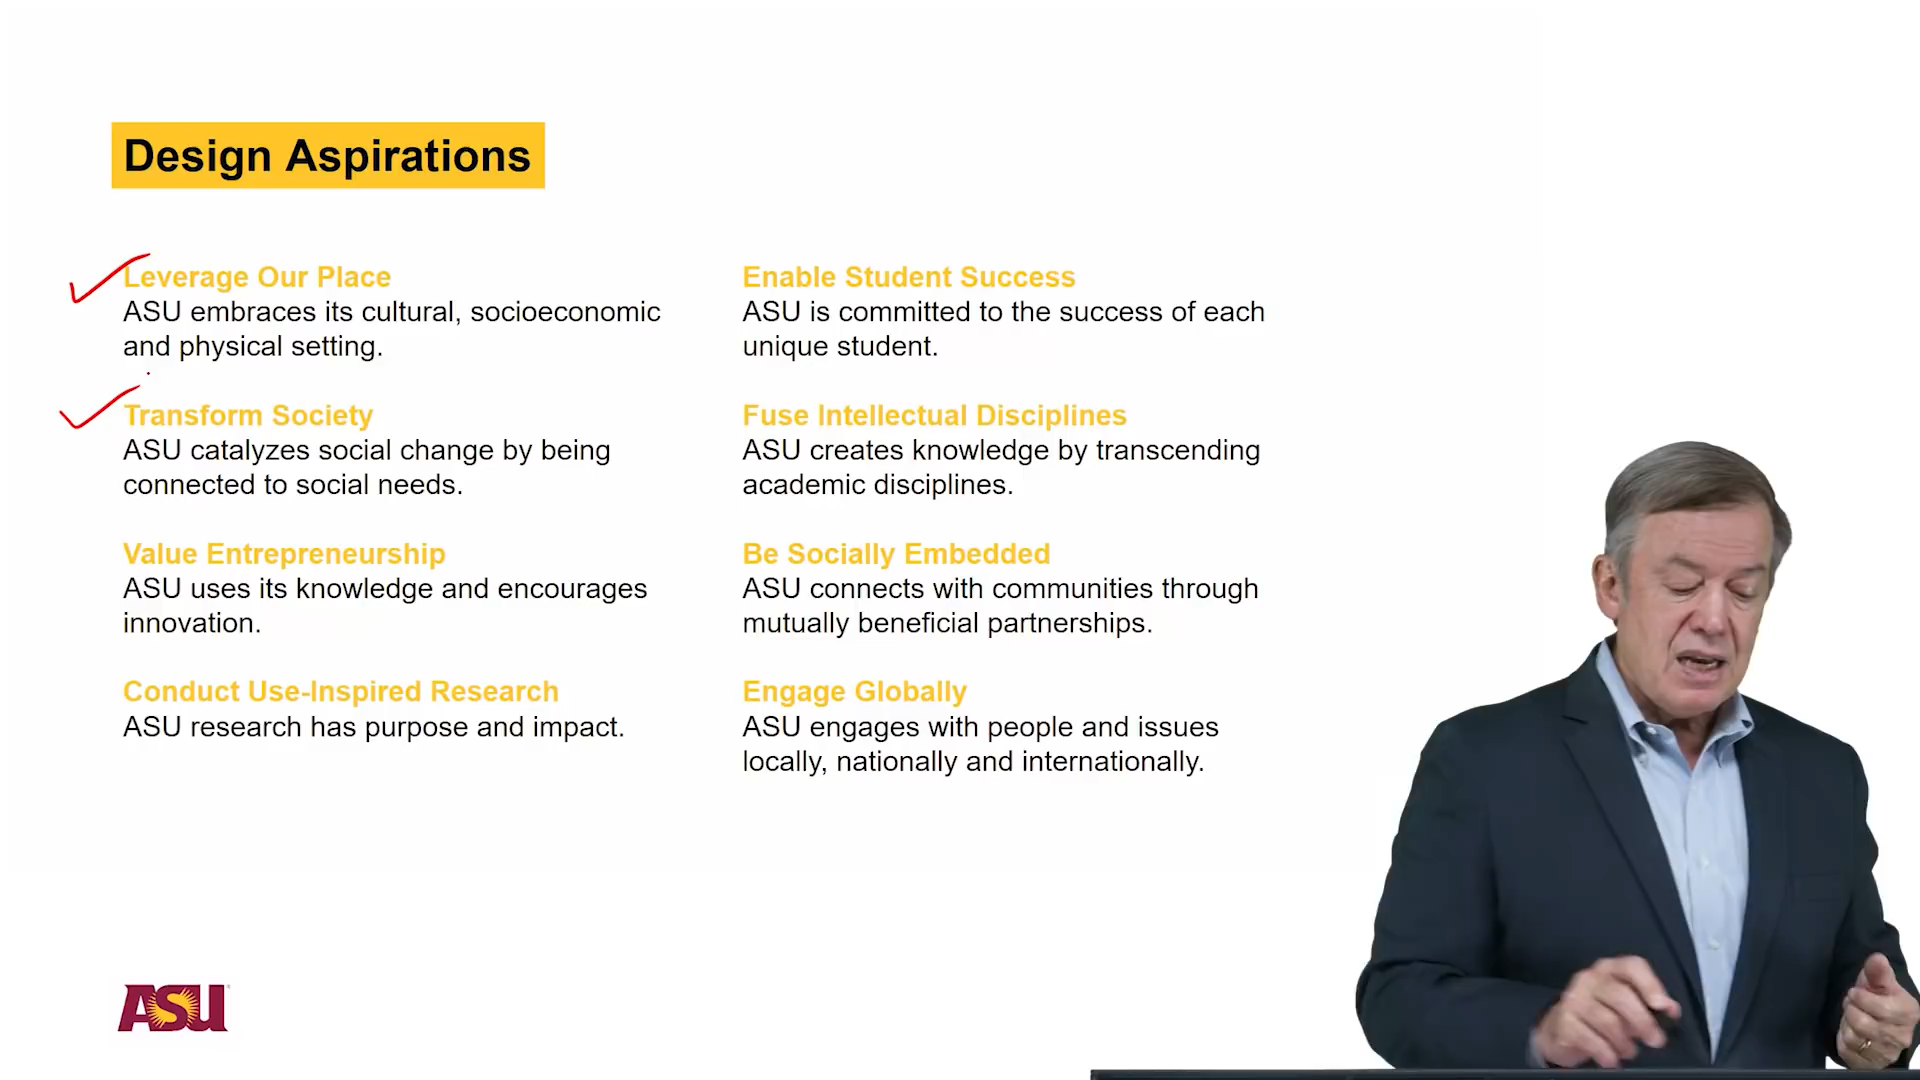 Design Aspirations
Leverage Our Place
ASU embraces its cultural, socioeconomic
and physical setting.
Transform Society
ASU catalyzes social change by being
connected to social needs.
Value Entrepreneurship
ASU uses its knowledge and encourages
innovation.
Conduct Use-Inspired Research
ASU research has purpose and impact.
Enable Student Success
ASU is committed to the success of each
unique student.
Fuse Intellectual Disciplines
ASU creates knowledge by transcending
academic disciplines.
Be Socially Embedded
ASU connects with communities through
mutually beneficial partnerships.
Engage Globally
ASU engages with people and issues
locally, nationally and internationally.
ASU